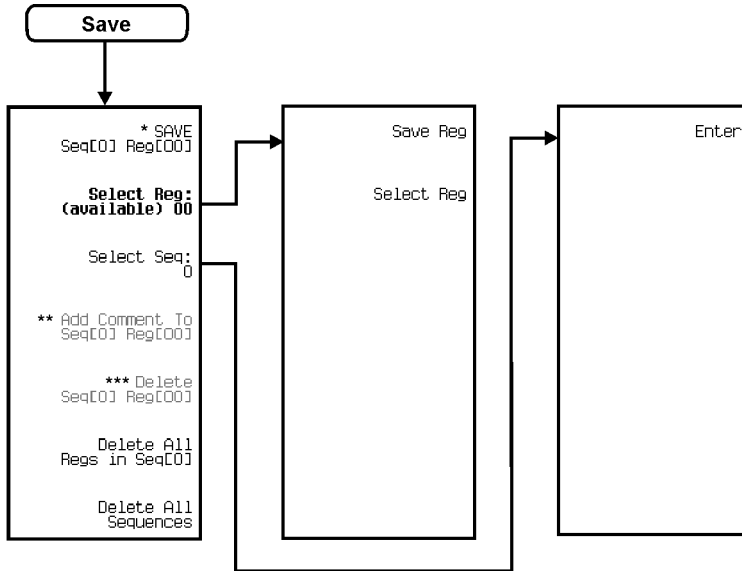 Save
* SAVE
Seq[0] Reg[00]
Select Reg:
(available) 00
Select Seq:
0
** Add Comment To
Seq[0] Reg[00]
*** Delete
Seq[0] Reg[00]
Delete All
Regs in Seq[0]
Delete All
Sequences
Save Reg
Select Reg
Enter